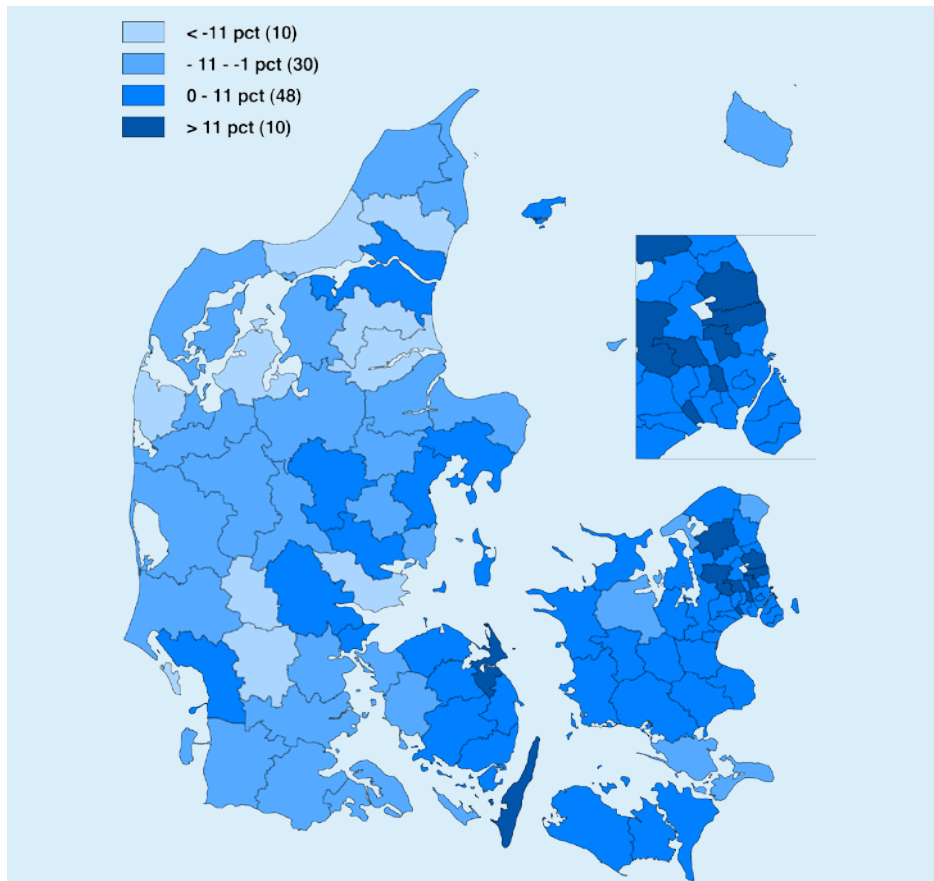 < -11 pct (10)
- 11 - -1 pct (30)
0 - 11 pct (48)
> 11 pct (10)